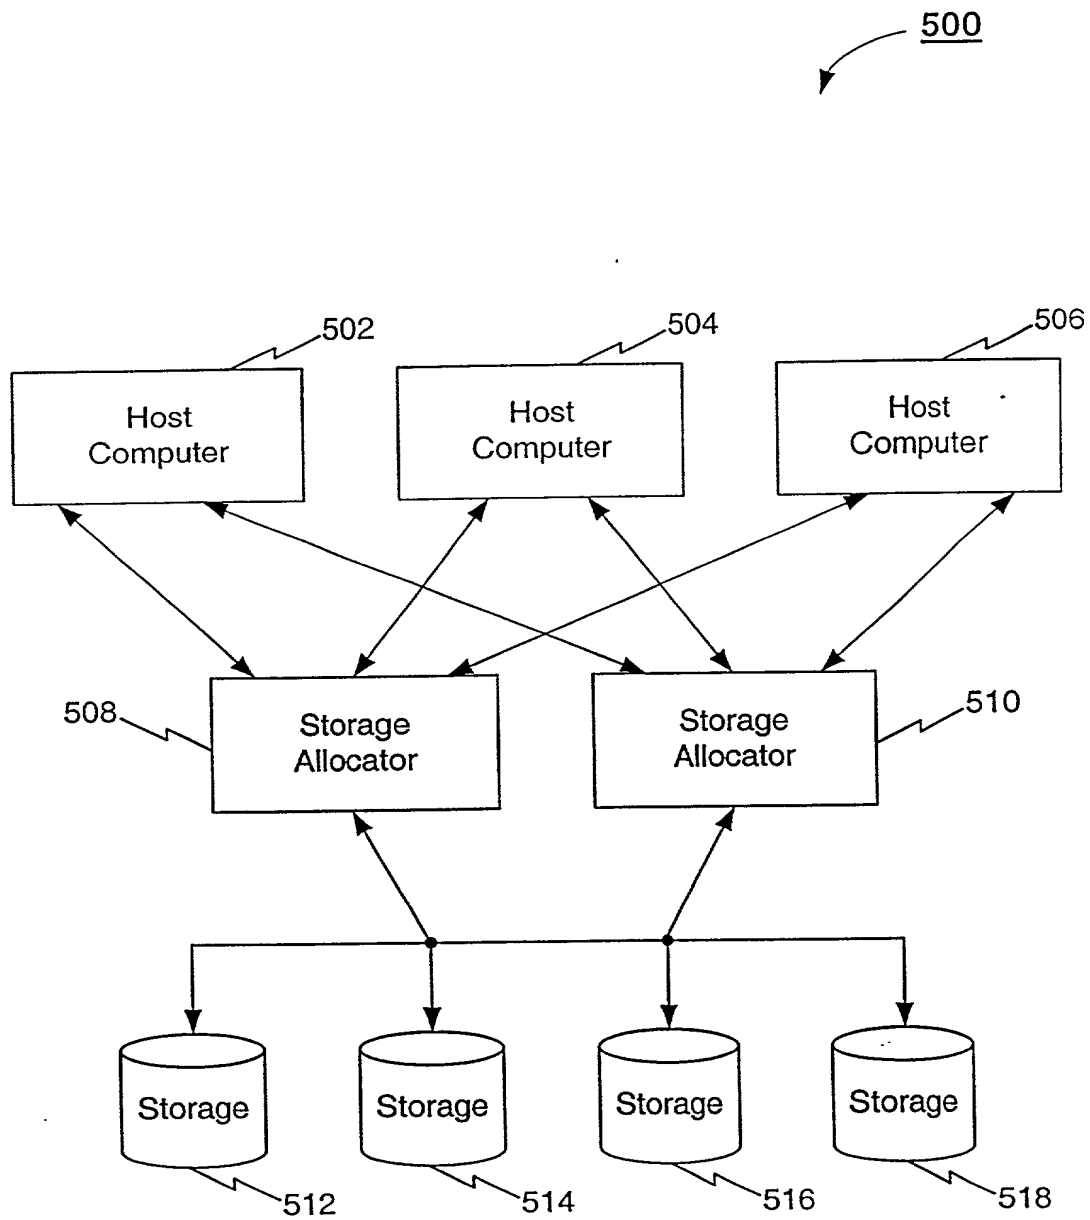 500
502
504
506
Host
Computer
Host
Computer
Host
Computer
508
Storage
Allocator
Storage
Allocator
510
Storage
Storage
Storage
Storage
512
514
516
518